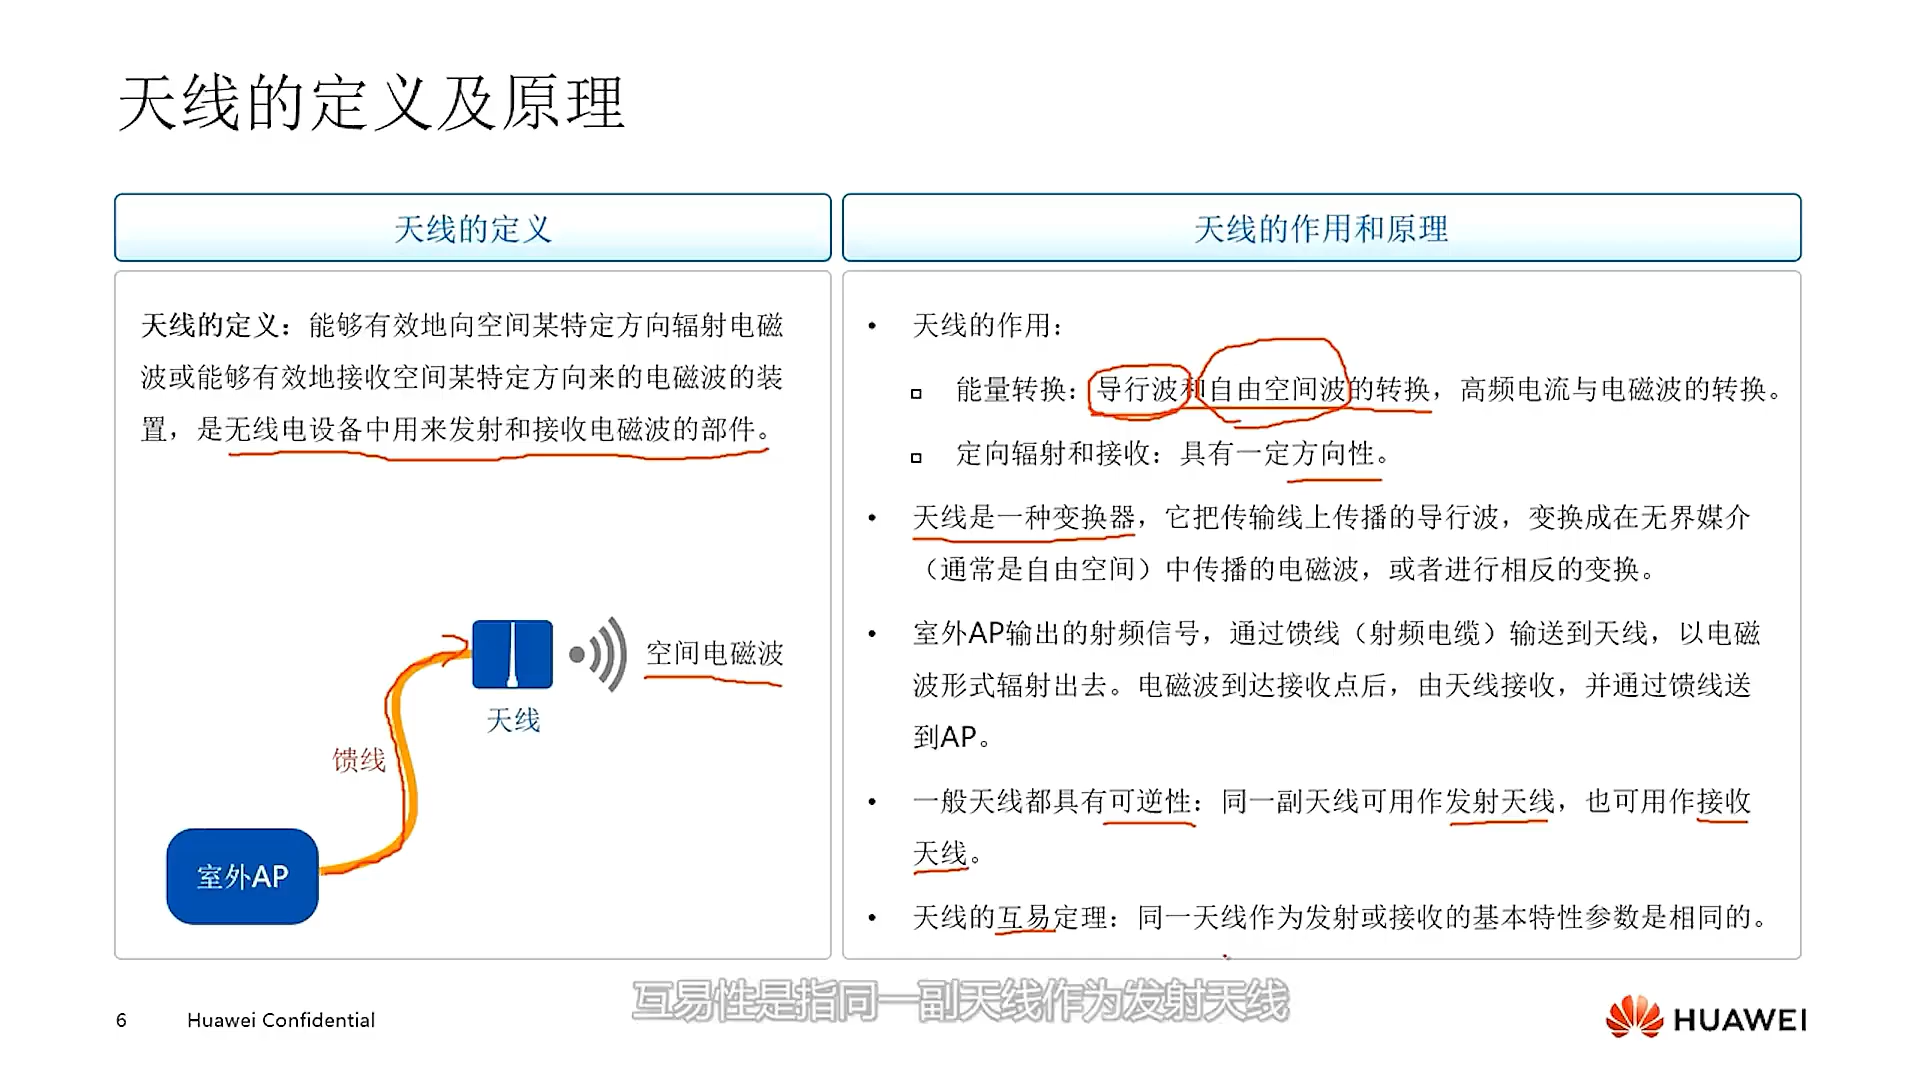 天线的定义及原理
天线的定义
天线的定义：能够有效地向空间某特定方向辐射电磁
波或能够有效地接收空间某特定方向来的电磁波的装
置，是无线电设备中用来发射和接收电磁波的部件。
空间电磁波
天线
馈线
室外AP
天线的作用和原理
• 天线的作用：
▫ 能量转换：导行波和自由空间波的转换，高频电流与电磁波的转换。
▫ 定向辐射和接收：具有一定方向性。
• 天线是一种变换器，它把传输线上传播的导行波，变换成在无界媒介
（通常是自由空间）中传播的电磁波，或者进行相反的变换。
• 室外AP输出的射频信号，通过馈线（射频电缆）输送到天线，以电磁
波形式辐射出去。电磁波到达接收点后，由天线接收，并通过馈线送
到AP。
• 一般天线都具有可逆性：同一副天线可用作发射天线，也可用作接收
天线。
• 天线的互易定理：同一天线作为发射或接收的基本特性参数是相同的。
互易性是指同一副天线作为发射天线
6
Huawei Confidential
HUAWEI